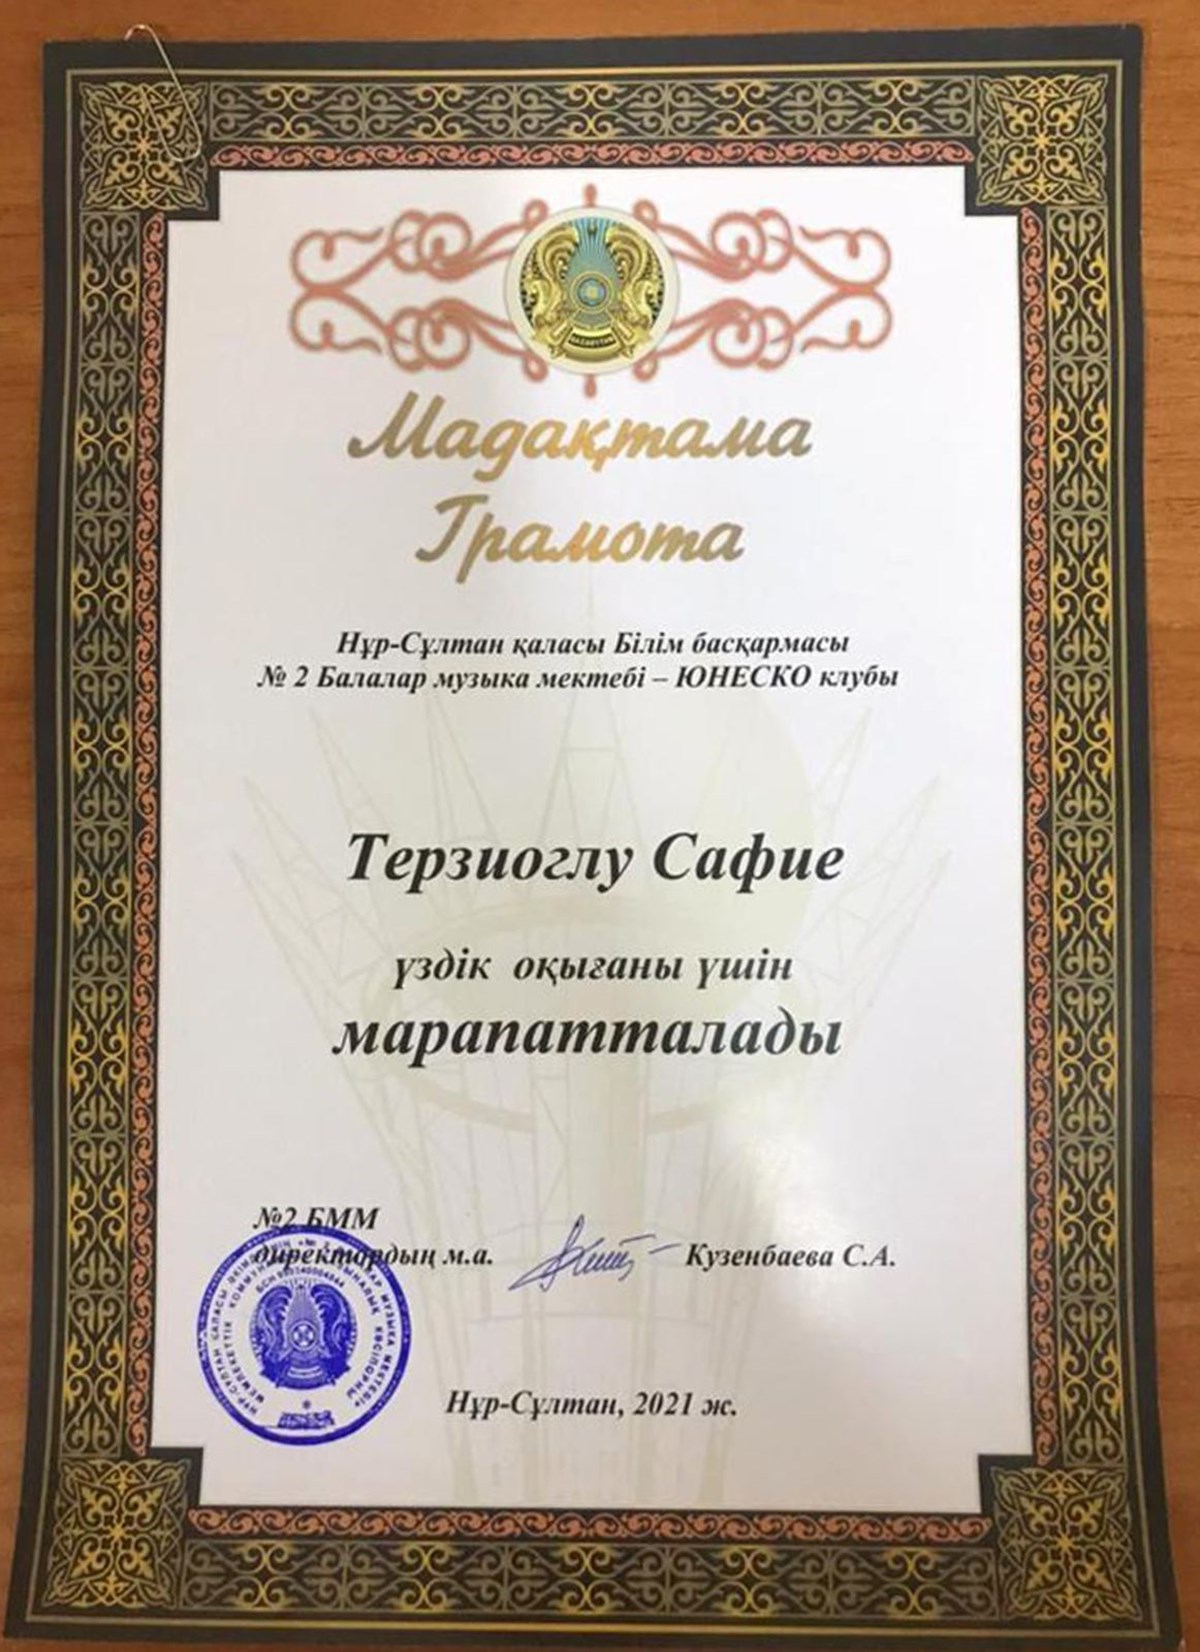 ҚАЗАҚСТАН
Мадақтама
Грамота
Нұр-Сұлтан қаласы Білім басқармасы
№ 2 Балалар музыка мектебі – ЮНЕСКО клубы
Терзиоглу Сафие
үздік оқығаны үшін
марапатталады
№2 БММ
директордың м.а.
Кузенбаева С.А.
Нұр-Сұлтан, 2021 ж.